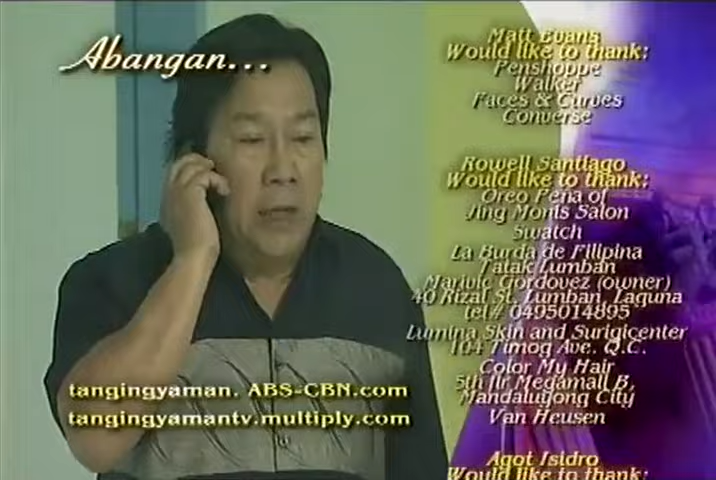 Abangan...
tangingyaman. ABS-CBN.com
tangingyamantv.multiply.com
Matt Evans
Would like to thank:
Penshoppe
Walker
Faces & Curves
Converse
Rowell Santiago
Would like to thank:
Oreo Peña of
Jing Monis Salon
Swatch
La Burda de Filipina
Tatak Lumban
Marivic Gordovez (owner)
40 Rizal St. Lumban, Laguna
tel# 0495014895
Lumina Skin and Surigicenter
104 Timog Ave. Q.C.
Color My Hair
5th flr Megamall B,
Mandaluyong City
Van Heusen
Agot Isidro
Would like to thank: